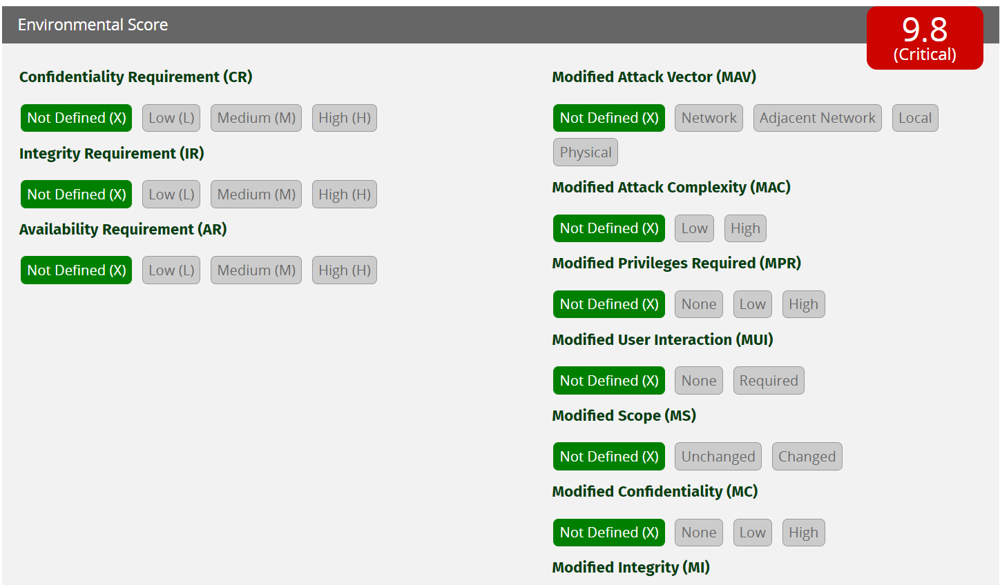 Environmental Score
9.8
(Critical)
Confidentiality Requirement (CR)
Not Defined (X) Low (L) Medium (M) High (H)
Integrity Requirement (IR)
Not Defined (X) Low (L) Medium (M) High (H)
Availability Requirement (AR)
Not Defined (X) Low (L) Medium (M) High (H)
Modified Attack Vector (MAV)
Not Defined (X) Network Adjacent Network Local
Physical
Modified Attack Complexity (MAC)
Not Defined (X) Low High
Modified Privileges Required (MPR)
Not Defined (X) None Low High
Modified User Interaction (MUI)
Not Defined (X) None Required
Modified Scope (MS)
Not Defined (X) Unchanged Changed
Modified Confidentiality (MC)
Not Defined (X) None Low High
Modified Integrity (MI)